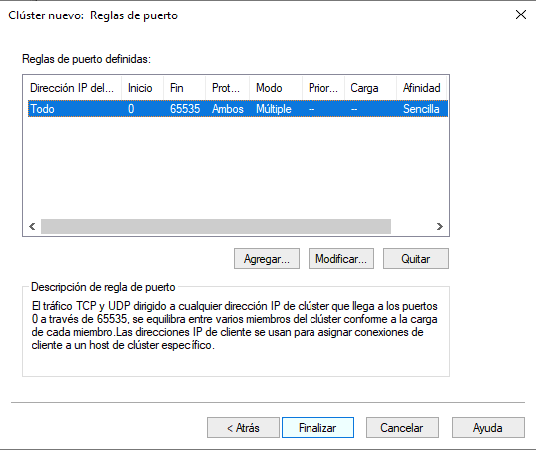 Clúster nuevo: Reglas de puerto
Reglas de puerto definidas:
Dirección IP del... Inicio Fin Prot... Modo Prior... Carga Afinidad
Todo 0 65535 Ambos Múltiple -- -- Sencilla
Agregar... Modificar... Quitar
Descripción de regla de puerto
El tráfico TCP y UDP dirigido a cualquier dirección IP de clúster que llega a los puertos
0 a través de 65535, se equilibra entre varios miembros del clúster conforme a la carga
de cada miembro.Las direcciones IP de cliente se usan para asignar conexiones de
cliente a un host de clúster específico.
< Atrás Finalizar Cancelar Ayuda